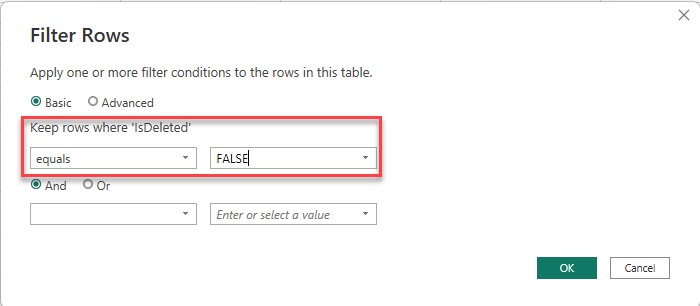 Filter Rows
Apply one or more filter conditions to the rows in this table.
Basic Advanced
Keep rows where 'IsDeleted'
equals FALSE
And Or
Enter or select a value
OK Cancel